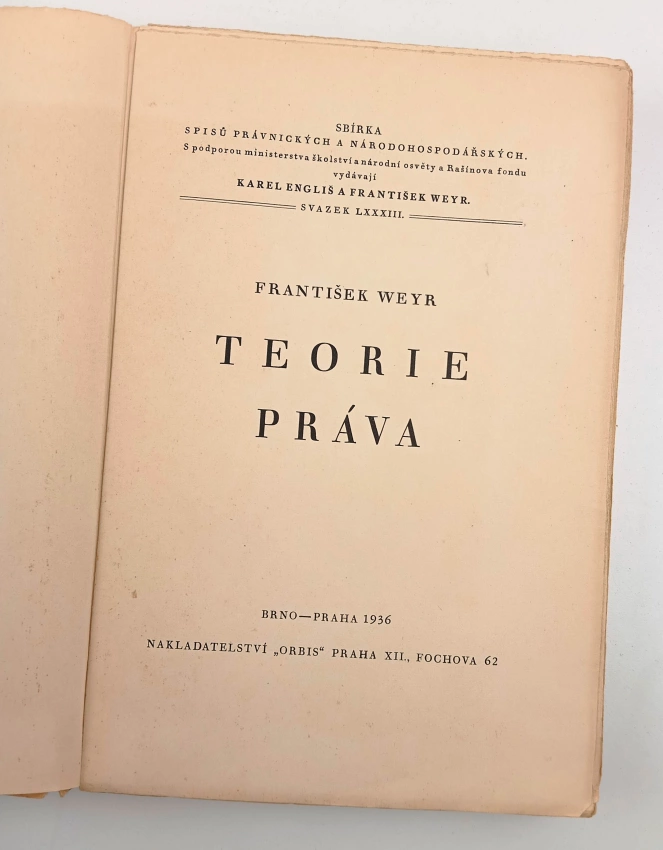 SBÍRKA
SPISŮ PRÁVNICKÝCH A NÁRODOHOSPODÁŘSKÝCH.
S podporou ministerstva školství a národní osvěty a Rašínova fondu
vydávají
KAREL ENGLIŠ A FRANTIŠEK WEYR.
SVAZEK LXXXIII.
FRANTIŠEK WEYR
TEORIE
PRÁVA
BRNO—PRAHA 1936
NAKLADATELSTVÍ „ORBIS“ PRAHA XII., FOCHOVA 62